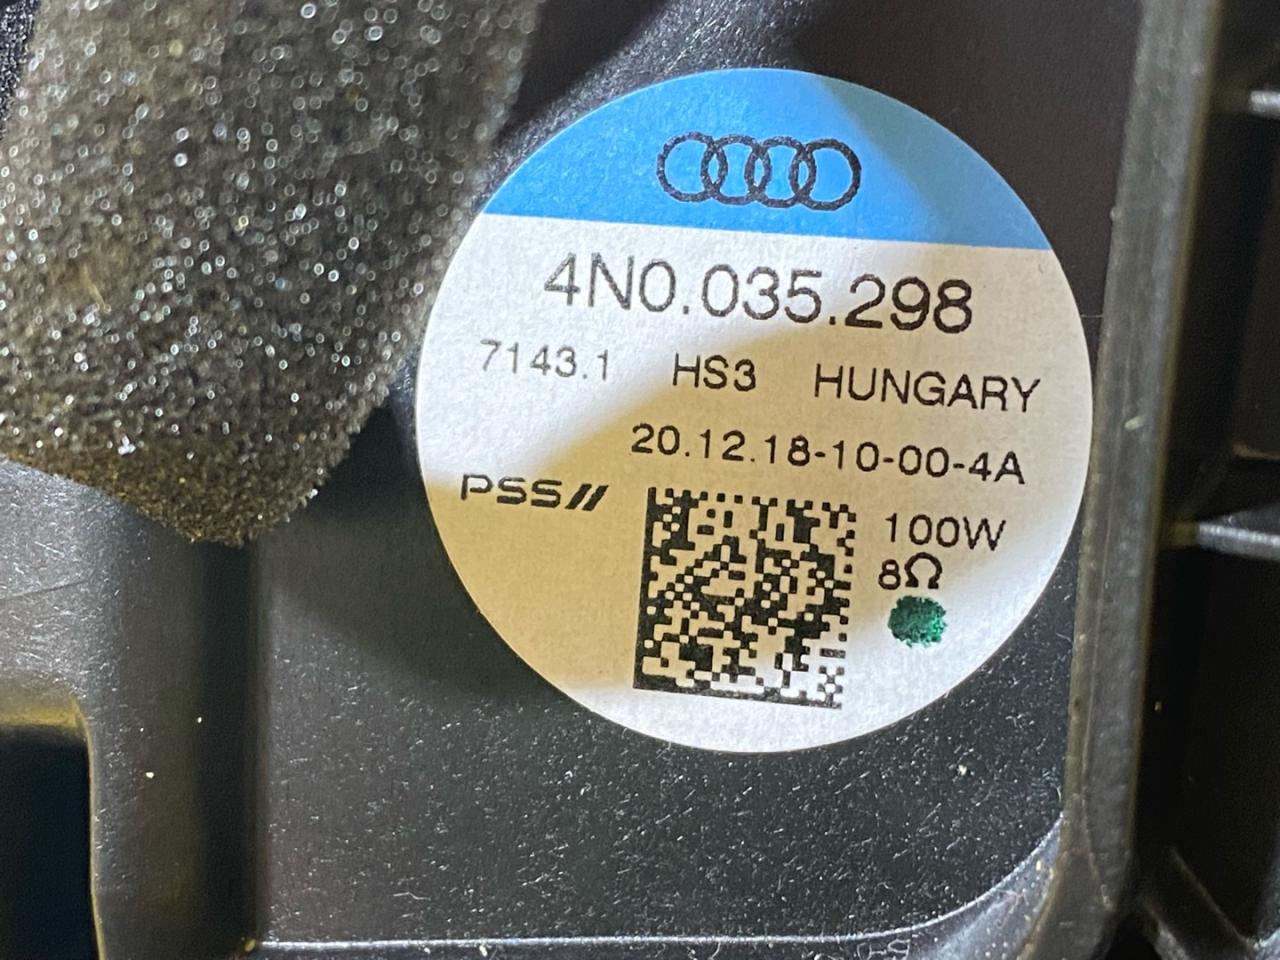 4N0.035.298
7143.1 HS3 HUNGARY
20.12.18-10-00-4A
PSS// 100W
8Ω